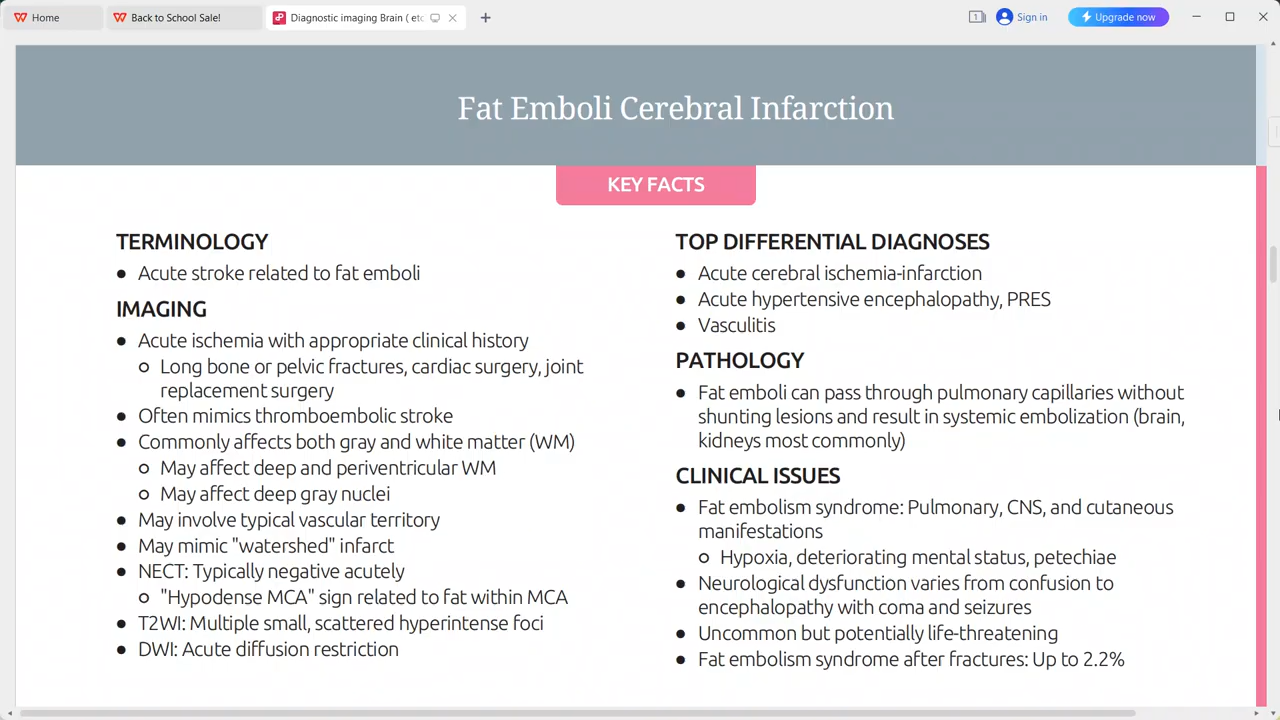 Home
Back to School Sale!
Diagnostic imaging Brain ( etc
1
Sign in
Upgrade now
Fat Emboli Cerebral Infarction
KEY FACTS
TERMINOLOGY
• Acute stroke related to fat emboli
IMAGING
• Acute ischemia with appropriate clinical history
○ Long bone or pelvic fractures, cardiac surgery, joint
replacement surgery
• Often mimics thromboembolic stroke
• Commonly affects both gray and white matter (WM)
○ May affect deep and periventricular WM
○ May affect deep gray nuclei
• May involve typical vascular territory
• May mimic "watershed" infarct
• NECT: Typically negative acutely
○ "Hypodense MCA" sign related to fat within MCA
• T2WI: Multiple small, scattered hyperintense foci
• DWI: Acute diffusion restriction
TOP DIFFERENTIAL DIAGNOSES
• Acute cerebral ischemia-infarction
• Acute hypertensive encephalopathy, PRES
• Vasculitis
PATHOLOGY
• Fat emboli can pass through pulmonary capillaries without
shunting lesions and result in systemic embolization (brain,
kidneys most commonly)
CLINICAL ISSUES
• Fat embolism syndrome: Pulmonary, CNS, and cutaneous
manifestations
○ Hypoxia, deteriorating mental status, petechiae
• Neurological dysfunction varies from confusion to
encephalopathy with coma and seizures
• Uncommon but potentially life-threatening
• Fat embolism syndrome after fractures: Up to 2.2%